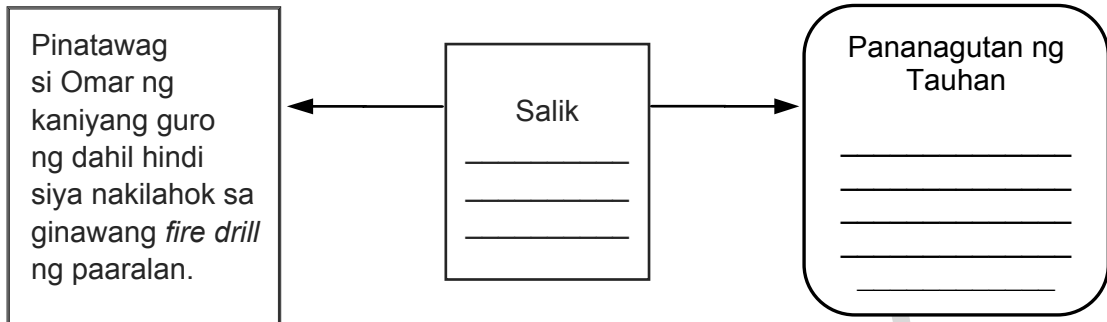 Pinatawag
si Omar ng
kaniyang guro
ng dahil hindi
siya nakilahok sa
ginawang fire drill
ng paaralan.
Salik
Pananagutan ng
Tauhan